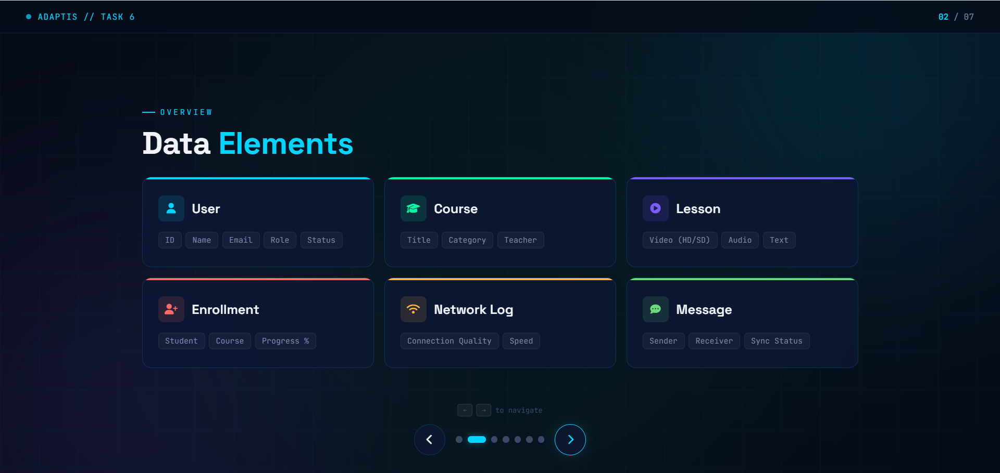 ADAPTIS // TASK 6
02 / 07
OVERVIEW
Data Elements
User
ID Name Email Role Status
Course
Title Category Teacher
Lesson
Video (HD/SD) Audio Text
Enrollment
Student Course Progress %
Network Log
Connection Quality Speed
Message
Sender Receiver Sync Status
← → to navigate